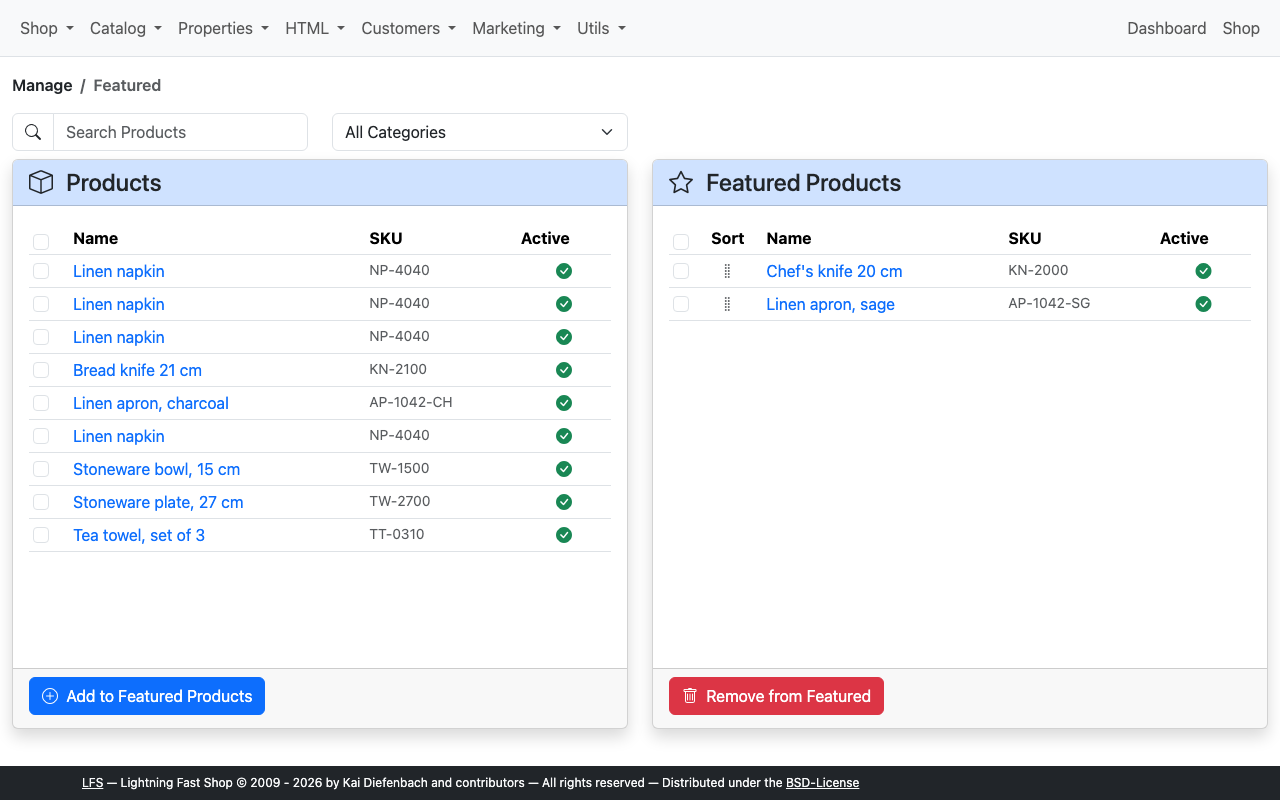 Shop Catalog Properties HTML Customers Marketing Utils Dashboard Shop
Manage / Featured
Search Products All Categories
Products
Name SKU Active
Linen napkin NP-4040
Linen napkin NP-4040
Linen napkin NP-4040
Bread knife 21 cm KN-2100
Linen apron, charcoal AP-1042-CH
Linen napkin NP-4040
Stoneware bowl, 15 cm TW-1500
Stoneware plate, 27 cm TW-2700
Tea towel, set of 3 TT-0310
Add to Featured Products
Featured Products
Sort Name SKU Active
Chef's knife 20 cm KN-2000
Linen apron, sage AP-1042-SG
Remove from Featured
LFS — Lightning Fast Shop © 2009 - 2026 by Kai Diefenbach and contributors — All rights reserved — Distributed under the BSD-License